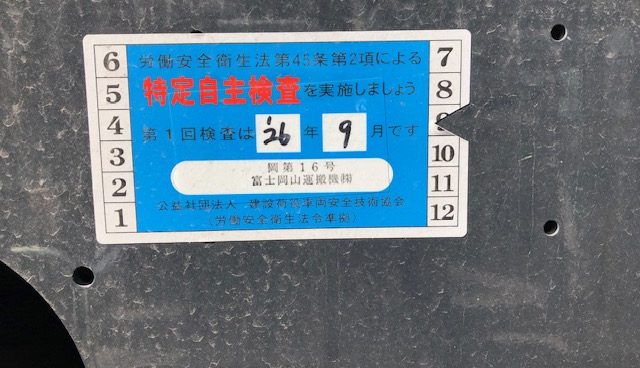 労働安全衛生法第45条第2項による
特定自主検査を実施しましょう
第1回検査は '26 年 9 月です
岡第16号
富士岡山運搬機㈱
公益社団法人 建設荷役車両安全技術協会
(労働安全衛生法令準拠)
6
5
4
3
2
1
7
8
9
10
11
12